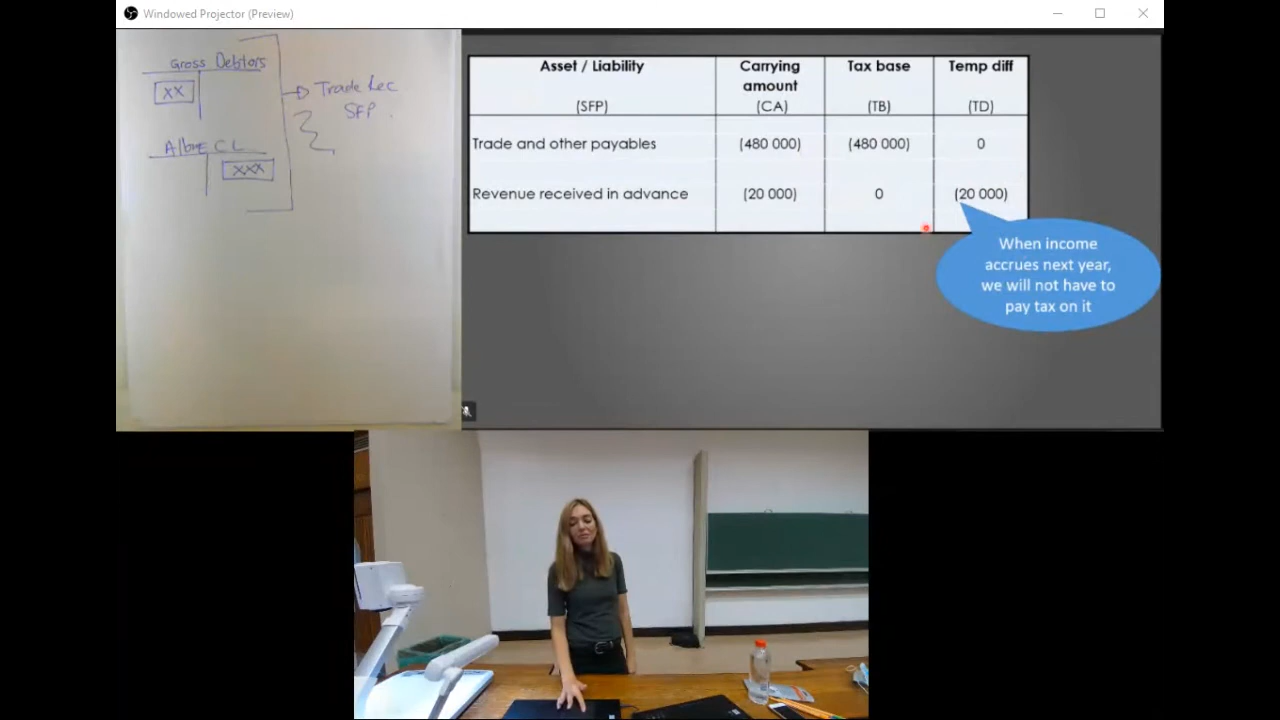 Windowed Projector (Preview)
Gross Debtors
XX
Trade Rec
SFP.
CL
XXX
Asset / Liability
(SFP)
Carrying
amount
(CA)
Tax base
(TB)
Temp diff
(TD)
Trade and other payables (480 000) (480 000) 0
Revenue received in advance (20 000) 0 (20 000)
When income
accrues next year,
we will not have to
pay tax on it